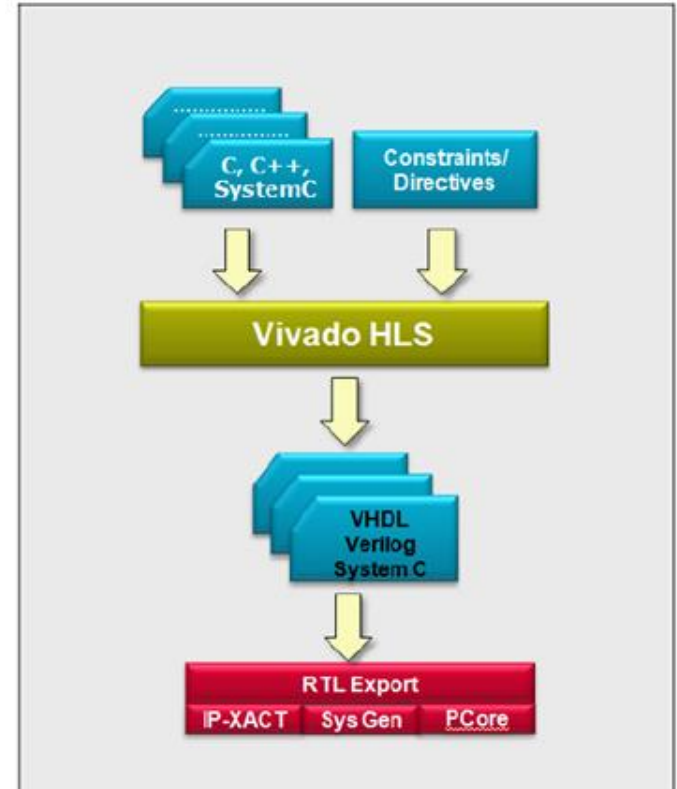 C, C++,
SystemC
Constraints/
Directives
Vivado HLS
VHDL
Verilog
System C
RTL Export
IP-XACT
Sys Gen
PCore